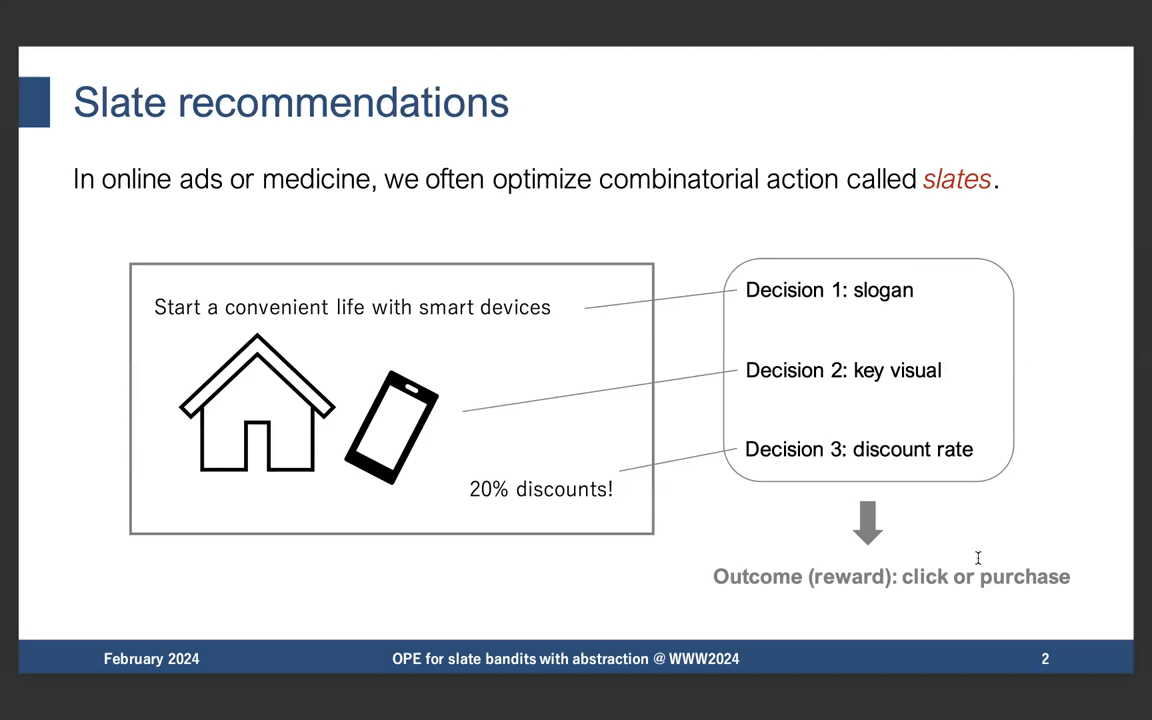 Slate recommendations
In online ads or medicine, we often optimize combinatorial action called slates.
Start a convenient life with smart devices
20% discounts!
Decision 1: slogan
Decision 2: key visual
Decision 3: discount rate
Outcome (reward): click or purchase
February 2024
OPE for slate bandits with abstraction @ WWW2024
2